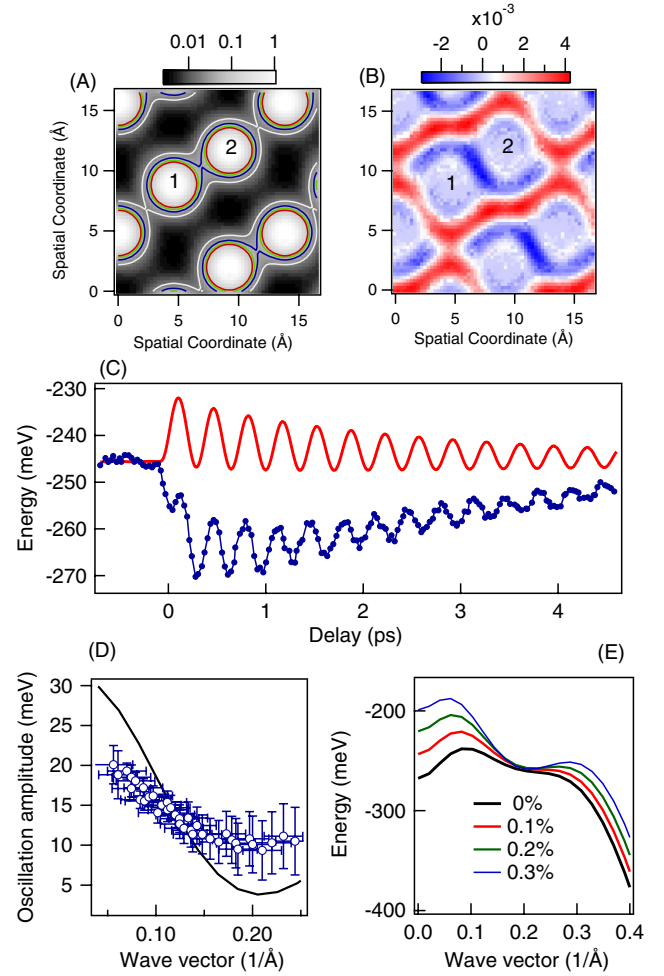 x10⁻³
0.01 0.1 1
-2 0 2 4
(A)
(B)
15
10
5
0
Spatial Coordinate (Å)
1
2
0 5 10 15
Spatial Coordinate (Å)
15
10
5
0
1
2
0 5 10 15
Spatial Coordinate (Å)
(C)
-230
-240
-250
-260
-270
Energy (meV)
0 1 2 3 4
Delay (ps)
(D)
(E)
30
25
20
15
10
5
Oscillation amplitude (meV)
0.10 0.20
Wave vector (1/Å)
-200
-300
-400
Energy (meV)
0%
0.1%
0.2%
0.3%
0.0 0.1 0.2 0.3 0.4
Wave vector (1/Å)